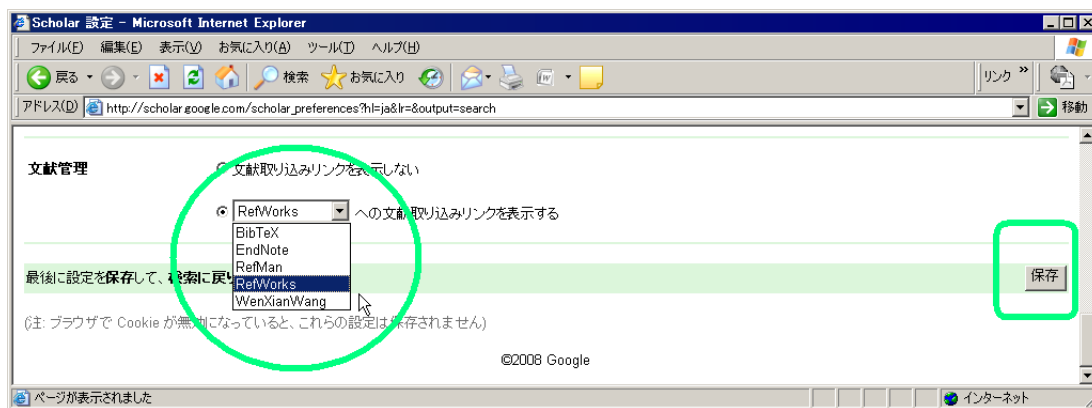 Scholar 設定 - Microsoft Internet Explorer
ファイル(F) 編集(E) 表示(V) お気に入り(A) ツール(T) ヘルプ(H)
戻る 検索 お気に入り リンク »
アドレス(D) http://scholar.google.com/scholar_preferences?hl=ja&lr=&output=search 移動
文献管理 文献取り込みリンクを表示しない
RefWorks への文献取り込みリンクを表示する
BibTeX
EndNote
RefMan
RefWorks
WenXianWang
最後に設定を保存して、検索に戻り 保存
(注: ブラウザで Cookie が無効になっていると、これらの設定は保存されません)
©2008 Google
ページが表示されました インターネット